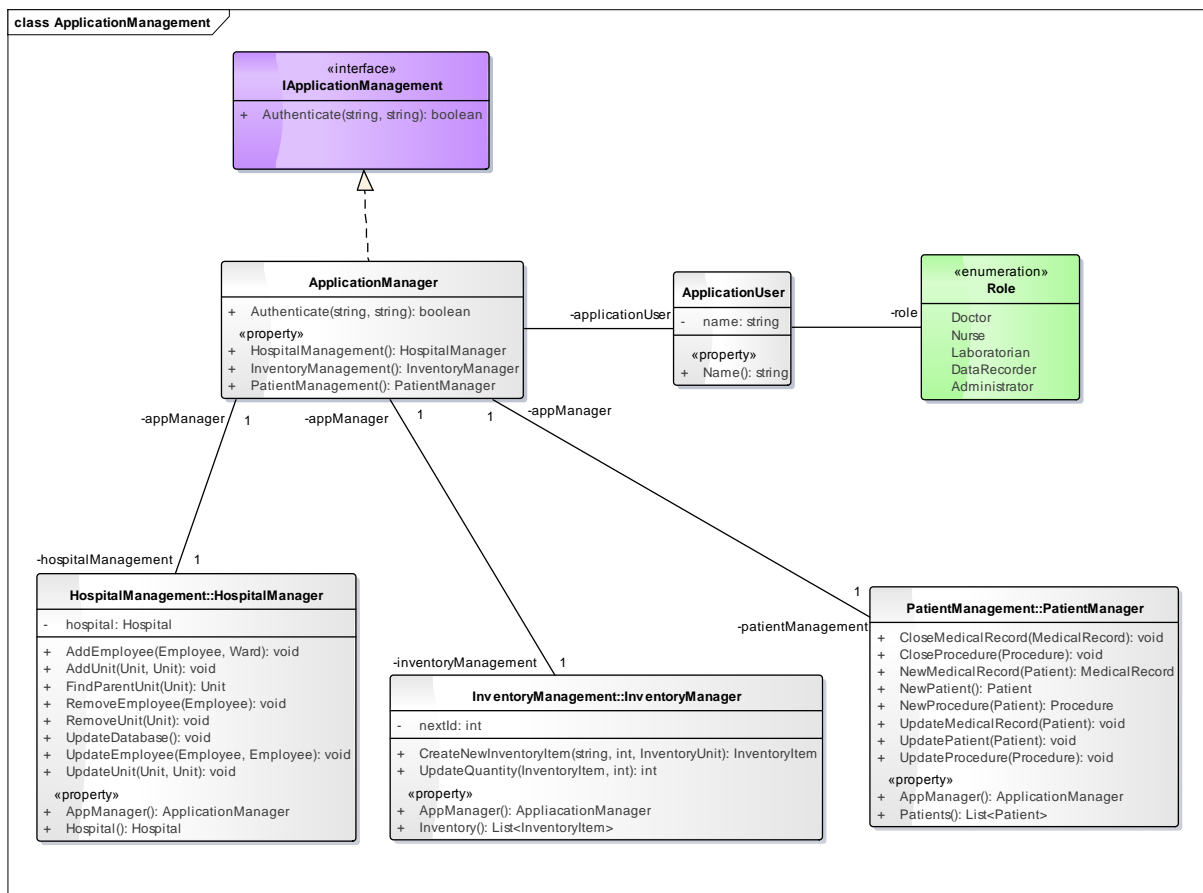 class ApplicationManagement
«interface»
IApplicationManagement
+ Authenticate(string, string): boolean
ApplicationManager
+ Authenticate(string, string): boolean
«property»
+ HospitalManagement(): HospitalManager
+ InventoryManagement(): InventoryManager
+ PatientManagement(): PatientManager
-applicationUser
ApplicationUser
- name: string
«property»
+ Name(): string
-role
«enumeration»
Role
Doctor
Nurse
Laboratorian
DataRecorder
Administrator
-appManager
1
-appManager
1
-appManager
1
-hospitalManagement
1
HospitalManagement::HospitalManager
- hospital: Hospital
+ AddEmployee(Employee, Ward): void
+ AddUnit(Unit, Unit): void
+ FindParentUnit(Unit): Unit
+ RemoveEmployee(Employee): void
+ RemoveUnit(Unit): void
+ UpdateDatabase(): void
+ UpdateEmployee(Employee, Employee): void
+ UpdateUnit(Unit, Unit): void
«property»
+ AppManager(): ApplicationManager
+ Hospital(): Hospital
-inventoryManagement
1
InventoryManagement::InventoryManager
- nextId: int
+ CreateNewInventoryItem(string, int, InventoryUnit): InventoryItem
+ UpdateQuantity(InventoryItem, int): int
«property»
+ AppManager(): AppliacationManager
+ Inventory(): List<InventoryItem>
1
-patientManagement
PatientManagement::PatientManager
+ CloseMedicalRecord(MedicalRecord): void
+ CloseProcedure(Procedure): void
+ NewMedicalRecord(Patient): MedicalRecord
+ NewPatient(): Patient
+ NewProcedure(Patient): Procedure
+ UpdateMedicalRecord(Patient): void
+ UpdatePatient(Patient): void
+ UpdateProcedure(Procedure): void
«property»
+ AppManager(): ApplicationManager
+ Patients(): List<Patient>